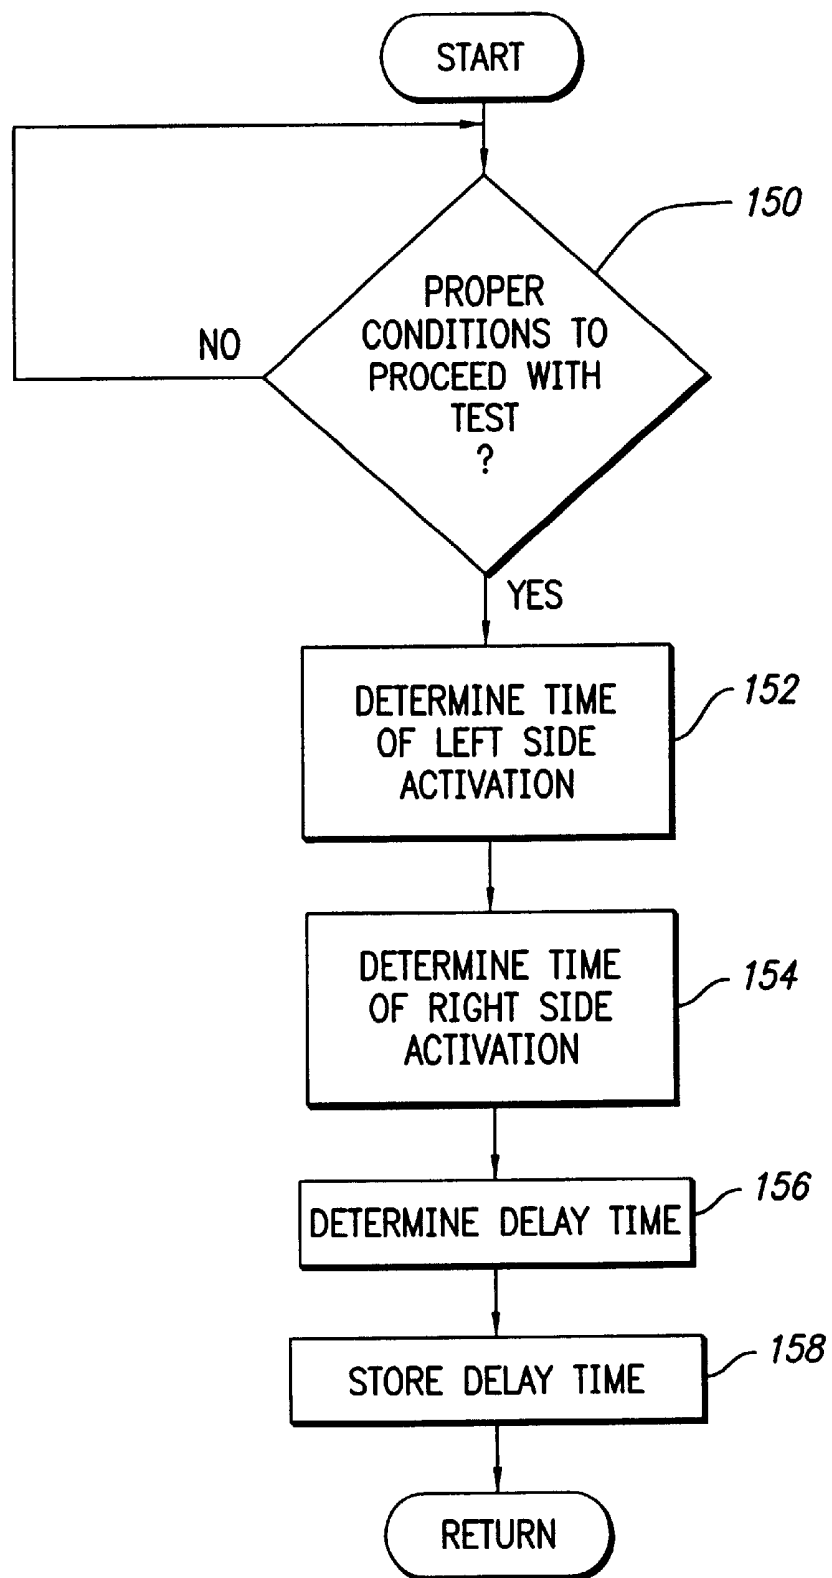 START
150
PROPER
CONDITIONS TO
PROCEED WITH
TEST
?
NO
YES
152
DETERMINE TIME
OF LEFT SIDE
ACTIVATION
154
DETERMINE TIME
OF RIGHT SIDE
ACTIVATION
156
DETERMINE DELAY TIME
158
STORE DELAY TIME
RETURN